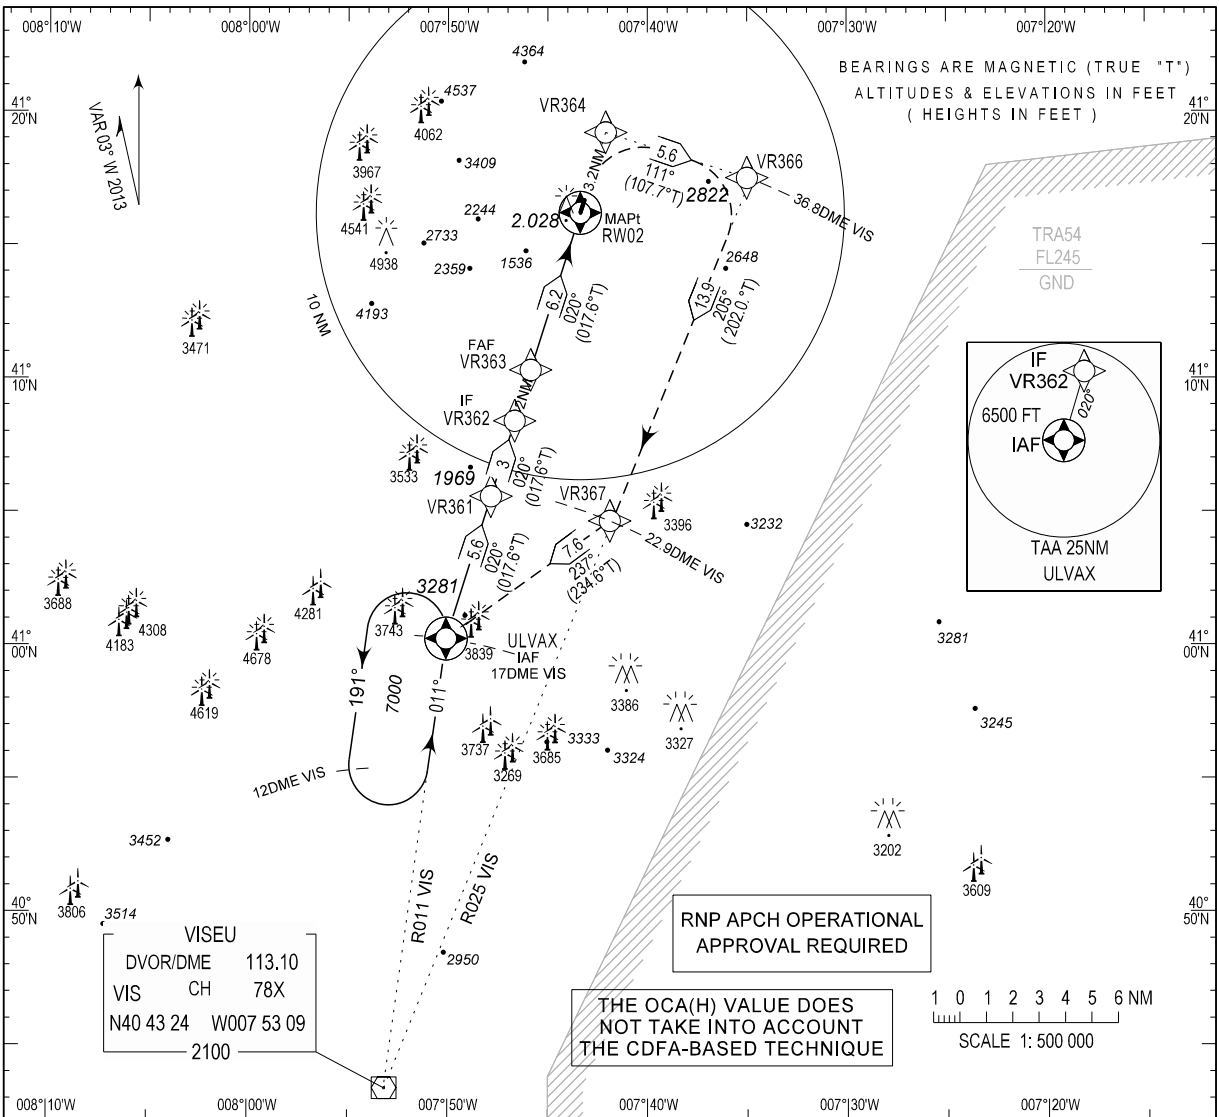 008°10'W
008°00'W
007°50'W
007°40'W
007°30'W
007°20'W
BEARINGS ARE MAGNETIC (TRUE "T")
ALTITUDES & ELEVATIONS IN FEET
( HEIGHTS IN FEET )
VAR 03° W 2013
41°
20'N
41°
20'N
4364
4537
4062
VR364
3967
3409
3.2NM
5.6
111°
(107.7°T)
VR366
2822
36.8DME VIS
4541
2244
2.028
MAPt
RW02
2733
4938
2359
1536
2648
TRA54
FL245
GND
10 NM
4193
6.2
020°
(017.6°T)
13.9
205°
( 202.0.°T)
3471
FAF
VR363
41°
10'N
41°
10'N
2NM
IF
VR362
IF
VR362
020°
6500 FT
IAF
TAA 25NM
ULVAX
3533
1969
3
020°
(017.6°T)
VR361
VR367
3396
3232
22.9DME VIS
5.6
020°
(017.6°T)
7.6
237°
(234.6°T)
3281
3688
4183
4308
4281
4678
3743
3839
ULVAX
IAF
17DME VIS
3281
41°
00'N
41°
00'N
4619
191°
7000
011°
3386
3327
3245
3737
3269
3685
3333
3324
12DME VIS
3452
3202
3609
3806
3514
R011 VIS
R025 VIS
2950
40°
50'N
40°
50'N
VISEU
DVOR/DME 113.10
VIS CH 78X
N40 43 24 W007 53 09
2100
RNP APCH OPERATIONAL
APPROVAL REQUIRED
THE OCA(H) VALUE DOES
NOT TAKE INTO ACCOUNT
THE CDFA-BASED TECHNIQUE
1 0 1 2 3 4 5 6 NM
SCALE 1: 500 000
008°10'W
008°00'W
007°50'W
007°40'W
007°30'W
007°20'W